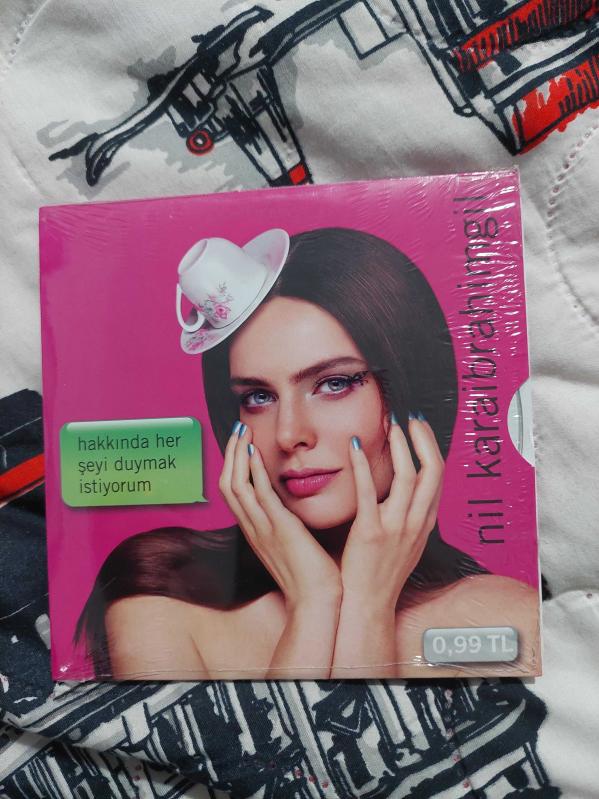 hakkında her
şeyi duymak
istiyorum
nil karaibrahimgil
0,99 TL